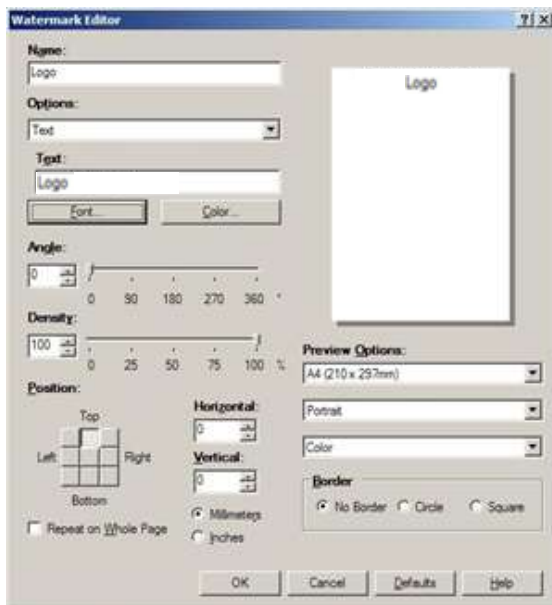 Watermark Editor
Name:
Logo
Options:
Text
Text:
Logo
Font...
Color...
Angle:
0
0 90 180 270 360 °
Density:
100
0 25 50 75 100 %
Position:
Top
Left
Right
Bottom
Repeat on Whole Page
Horizontal:
0
Vertical:
0
Millimeters
Inches
Logo
Preview Options:
A4 (210 x 297mm)
Portrait
Color
Border
No Border
Circle
Square
OK
Cancel
Defaults
Help